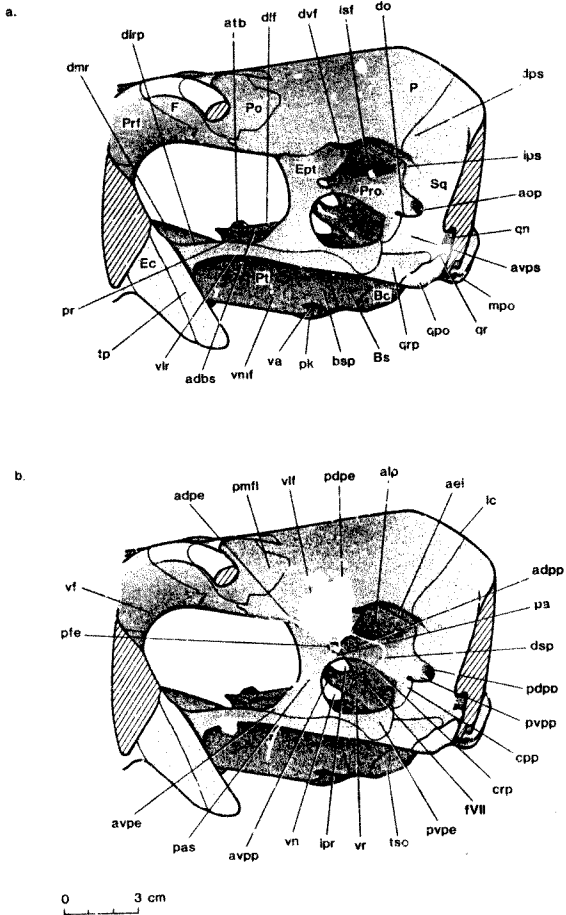 a.
dmr dlrp atb dlf dvf lsf do
P
dps
Prf F Po
ips
Ept Pro. Sq
aop
qn
Ec
avps
Pt
Bc
mpo
pr
tp vlr adbs vnif va pk bsp Bs qrp qpo qr
b.
adpe pmfl vlf pdpe alp aei lc
vf
adpp
pfe
pa
dsp
pdpp
pvpp
cpp
crp
avpe pas avpp vn ipr vr tso pvpe fVII
0 3 cm